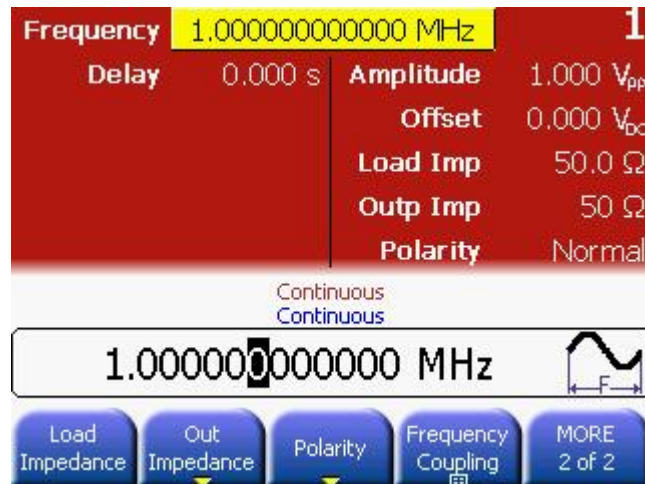 Frequency 1.000000000000 MHz 1
Delay 0.000 s Amplitude 1.000 Vpp
Offset 0.000 VDC
Load Imp 50.0 Ω
Outp Imp 50 Ω
Polarity Normal
Continuous
Continuous
1.000000000000 MHz
F
Load Impedance
Out Impedance
Polarity
Frequency Coupling
MORE 2 of 2